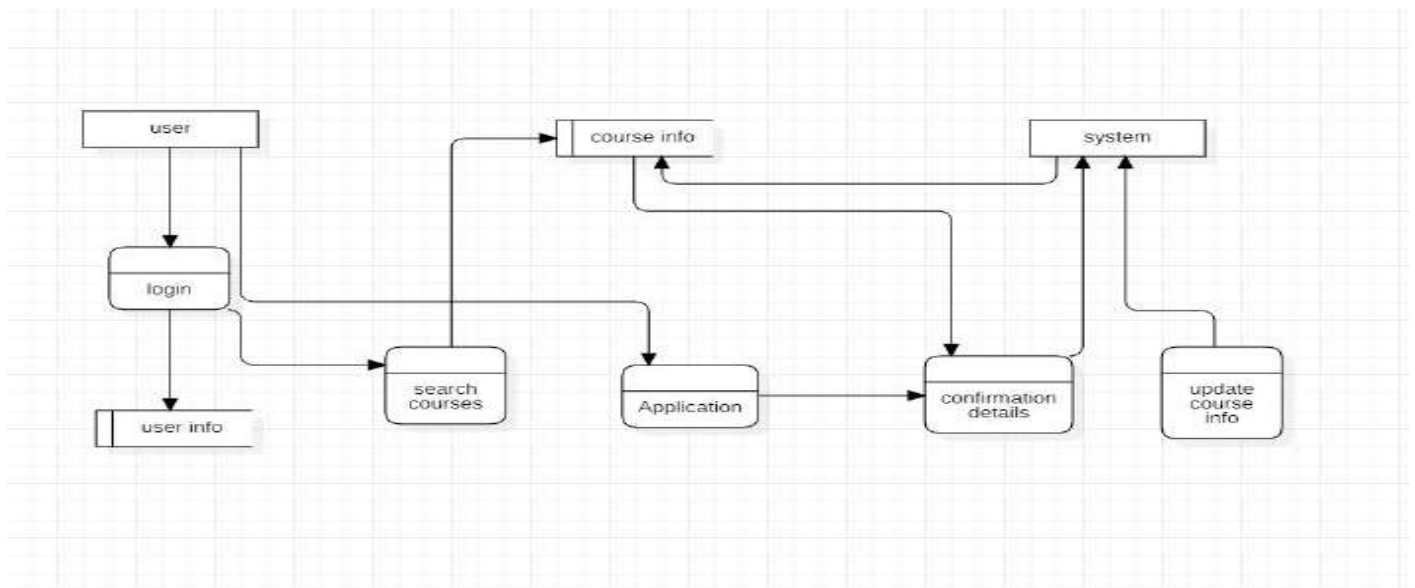 user
course info
system
login
search
courses
Application
confirmation
details
update
course
info
user info